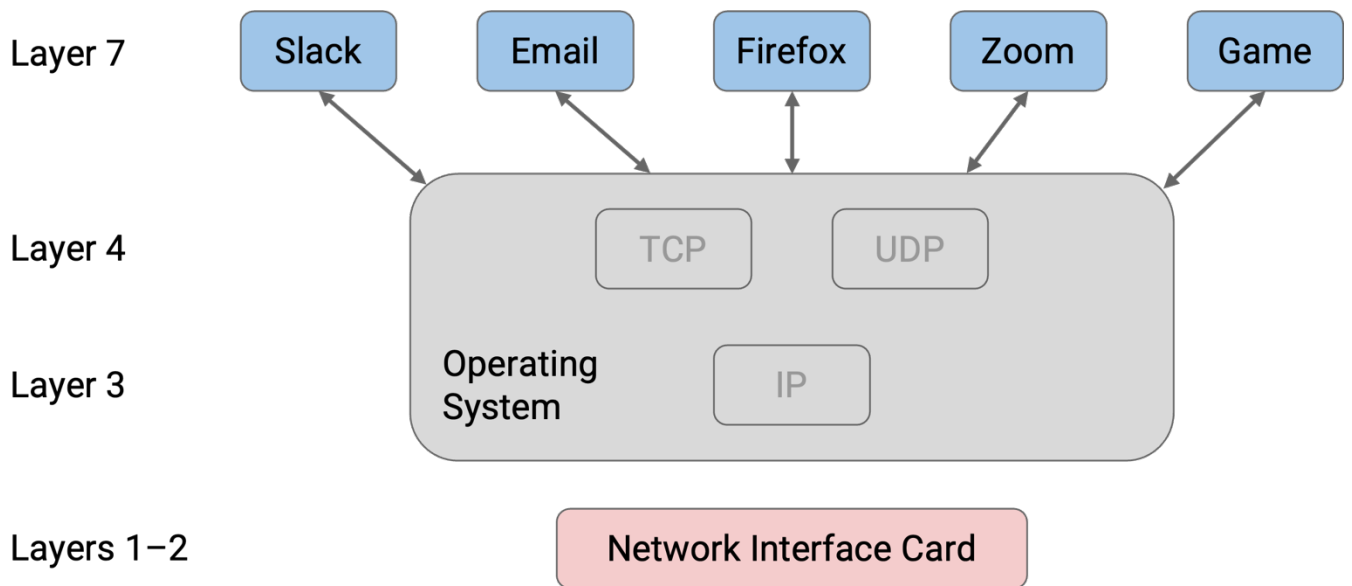 Layer 7
Slack
Email
Firefox
Zoom
Game
Layer 4
TCP
UDP
Layer 3
Operating
System
IP
Layers 1–2
Network Interface Card